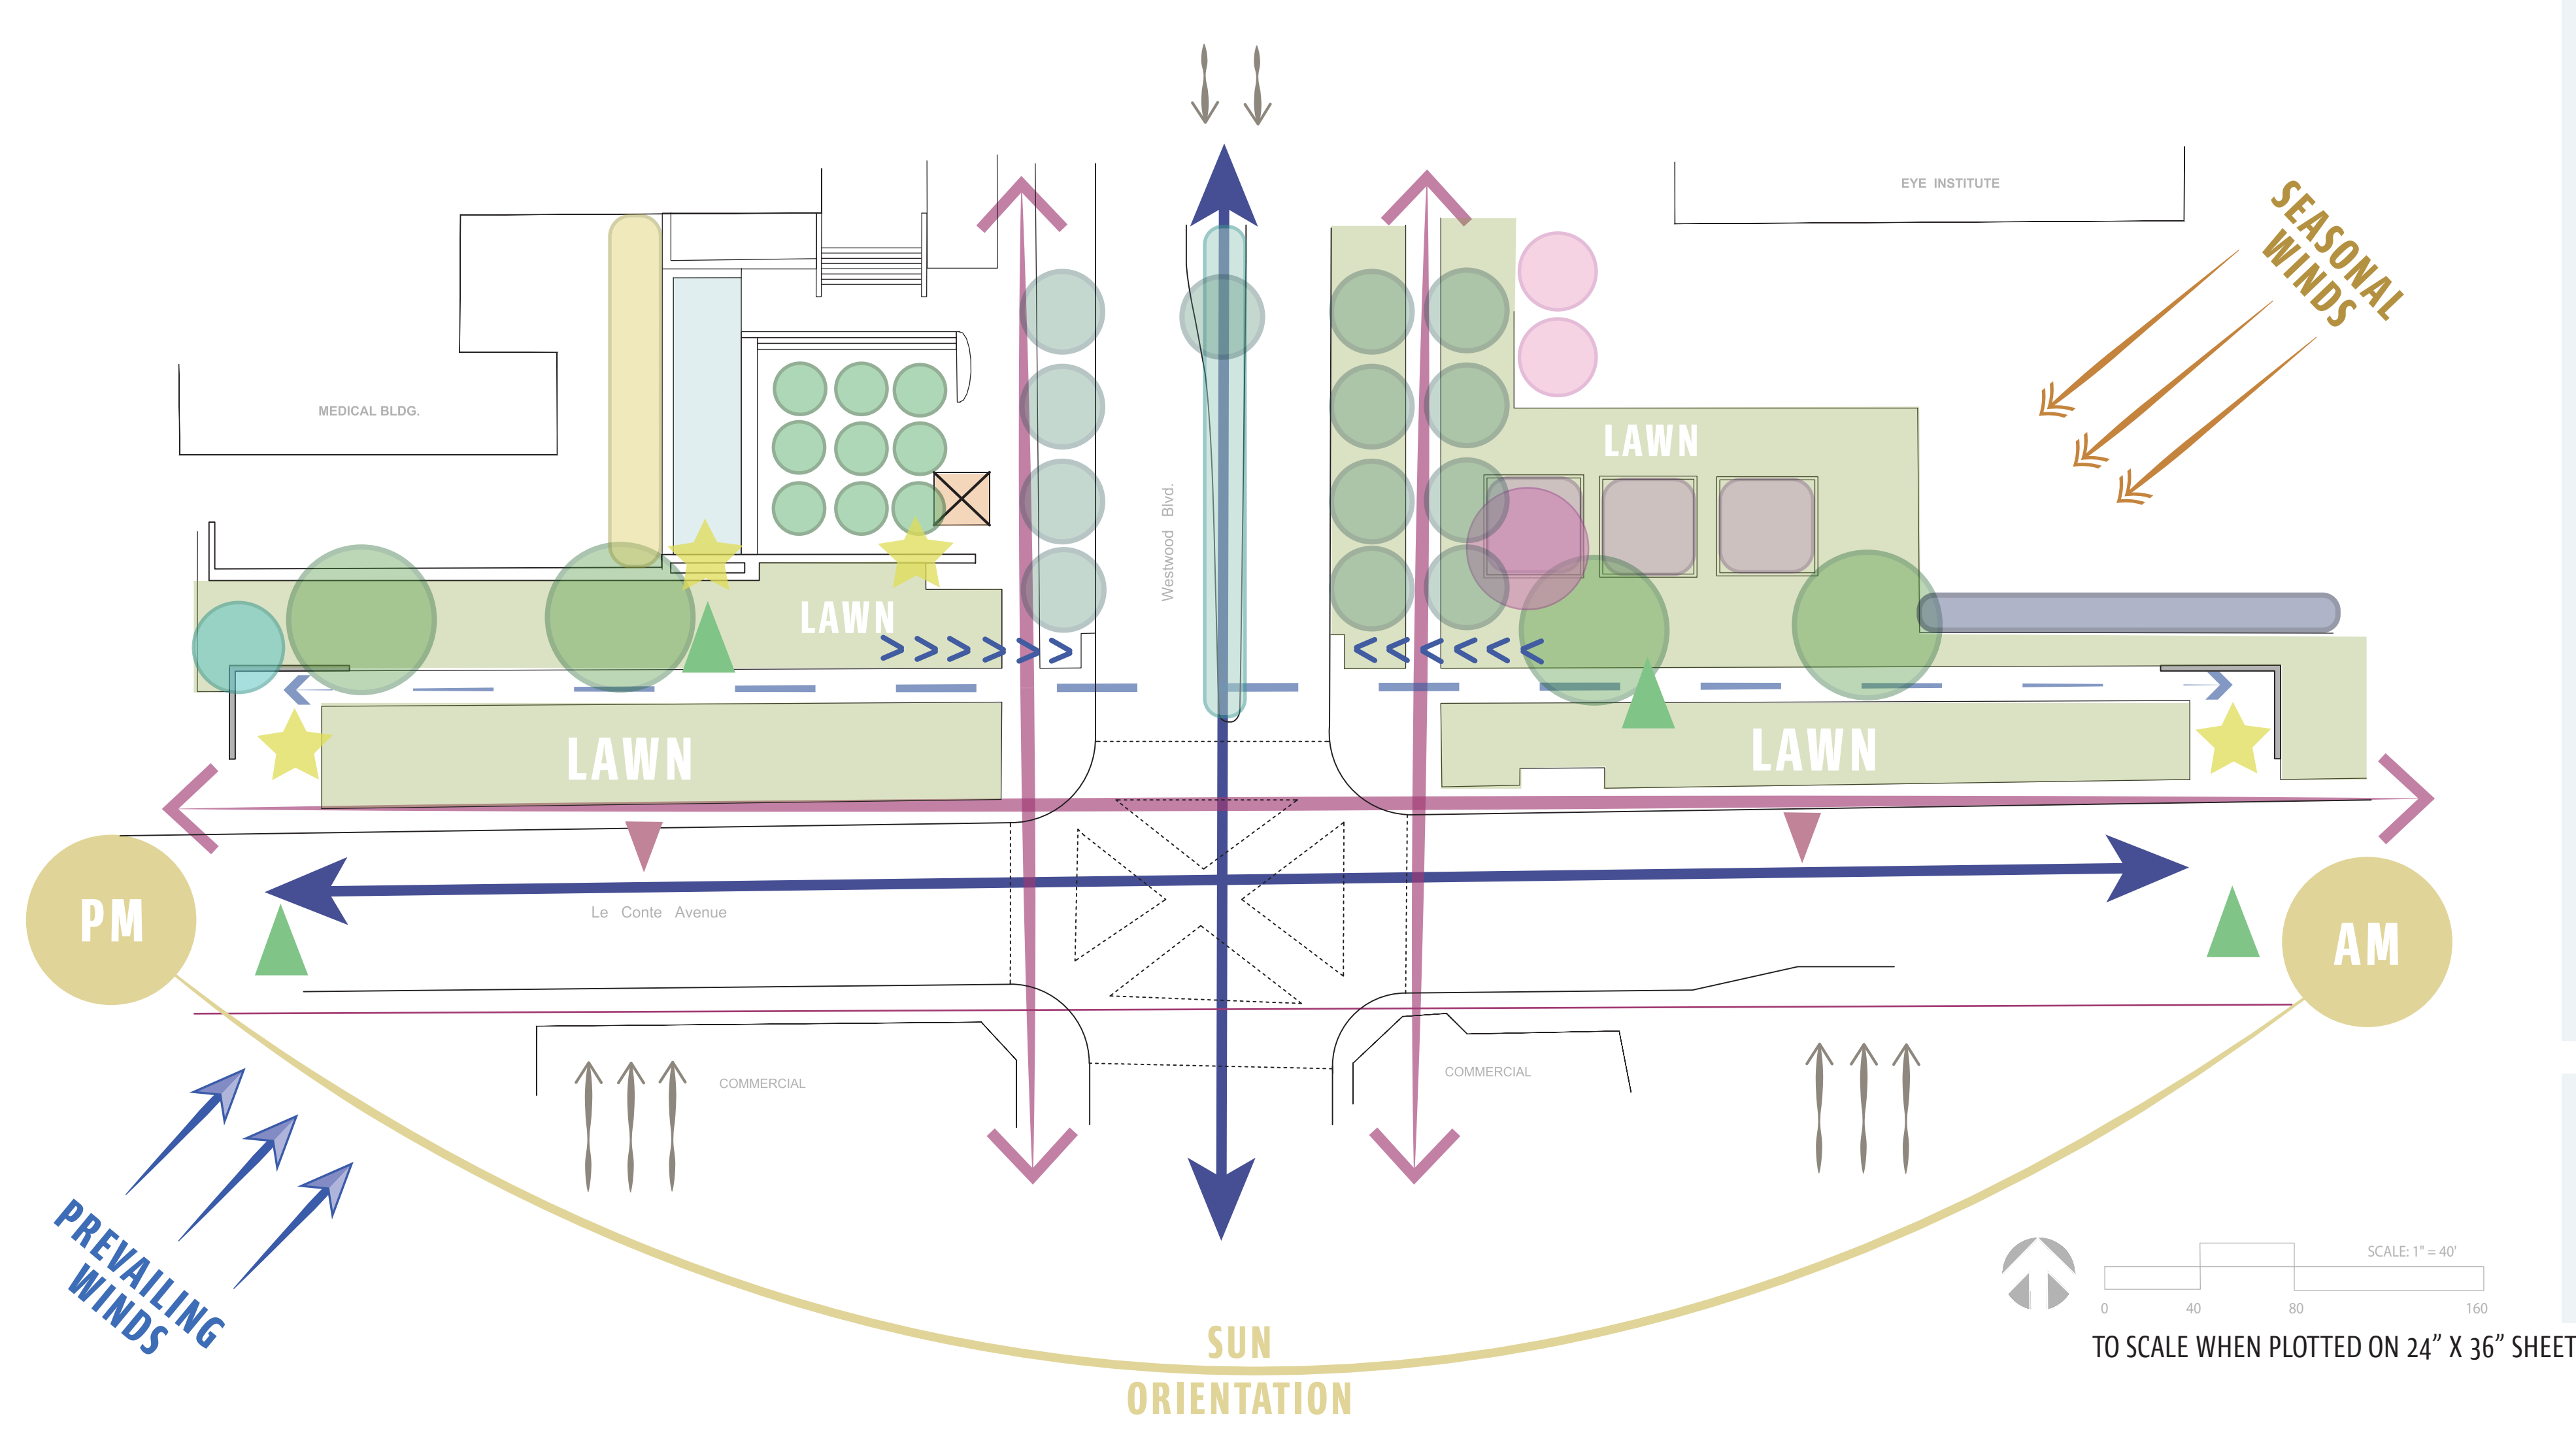 EYE INSTITUTE
SEASONAL
WINDS
MEDICAL BLDG.
LAWN
Westwood Blvd.
LAWN
LAWN
LAWN
PM
AM
Le Conte Avenue
COMMERCIAL
COMMERCIAL
PREVAILING
WINDS
SUN
ORIENTATION
SCALE: 1" = 40'
0 40 80 160
TO SCALE WHEN PLOTTED ON 24” X 36” SHEET